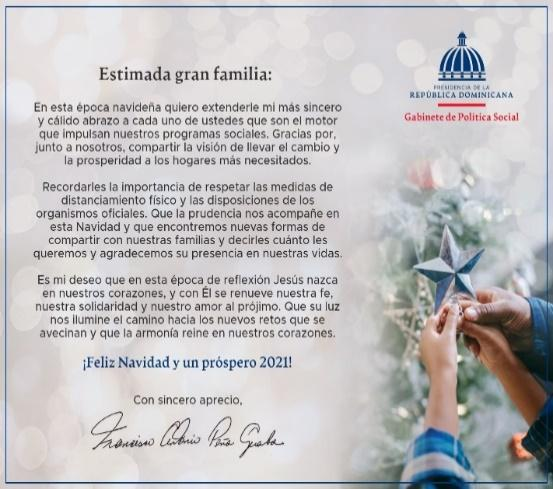 Estimada gran familia:
En esta época navideña quiero extenderle mi más sincero
y cálido abrazo a cada uno de ustedes que son el motor
que impulsan nuestros programas sociales. Gracias por,
junto a nosotros, compartir la visión de llevar el cambio y
la prosperidad a los hogares más necesitados.
Recordarles la importancia de respetar las medidas de
distanciamiento físico y las disposiciones de los
organismos oficiales. Que la prudencia nos acompañe en
esta Navidad y que encontremos nuevas formas de
compartir con nuestras familias y decirles cuánto les
queremos y agradecemos su presencia en nuestras vidas.
Es mi deseo que en esta época de reflexión Jesús nazca
en nuestros corazones, y con Él se renueve nuestra fe,
nuestra solidaridad y nuestro amor al prójimo. Que su luz
nos ilumine el camino hacia los nuevos retos que se
avecinan y que la armonía reine en nuestros corazones.
¡Feliz Navidad y un próspero 2021!
Con sincero aprecio,
Francisco Antonio Peña Guaba
PRESIDENCIA DE LA
REPÚBLICA DOMINICANA
Gabinete de Política Social